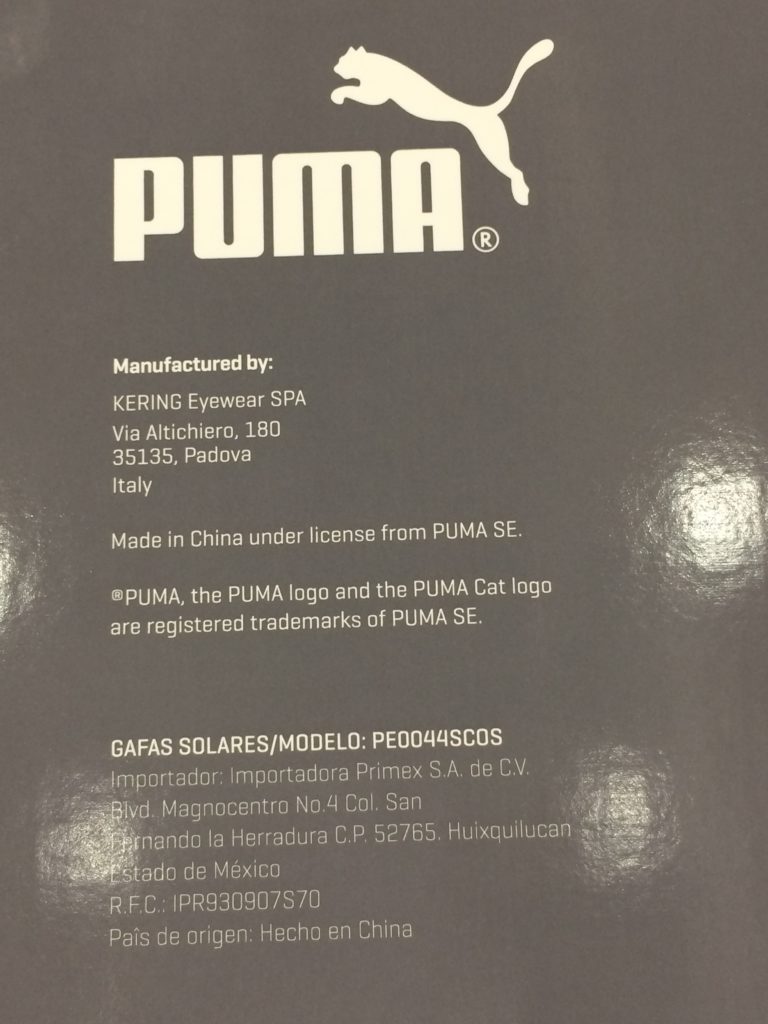 PUMA®
Manufactured by:
KERING Eyewear SPA
Via Altichiero, 180
35135, Padova
Italy
Made in China under license from PUMA SE.
®PUMA, the PUMA logo and the PUMA Cat logo
are registered trademarks of PUMA SE.
GAFAS SOLARES/MODELO: PE0044SCOS
Importador: Importadora Primex S.A. de C.V.
Blvd. Magnocentro No.4 Col. San
Fernando la Herradura C.P. 52765. Huixquilucan
Estado de México
R.F.C.: IPR930907S70
Paîs de origen: Hecho en China